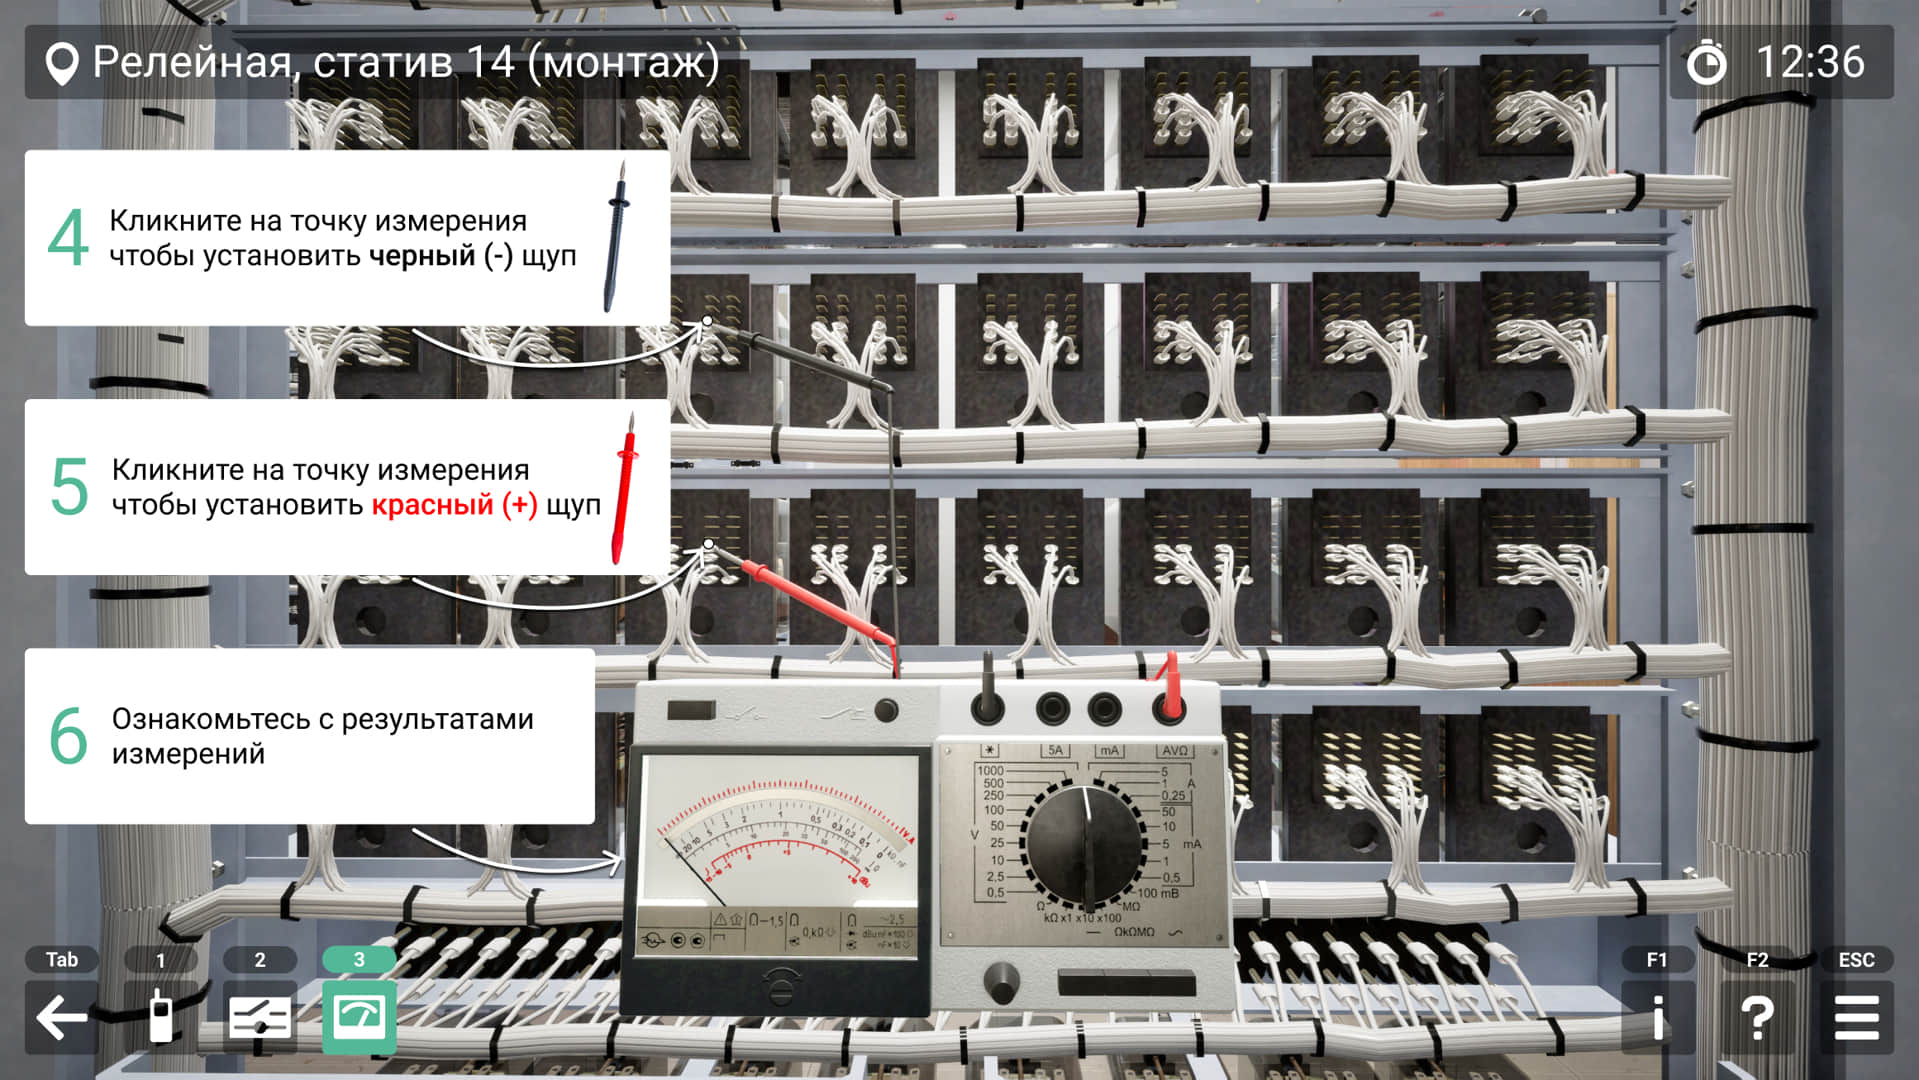 Релейная, статив 14 (монтаж)
12:36
4
Кликните на точку измерения
чтобы установить черный (-) щуп
5
Кликните на точку измерения
чтобы установить красный (+) щуп
6
Ознакомьтесь с результатами
измерений
* 5A mA AVΩ
1000
500
250
100
50
25
10
2,5
0,5
V
5
1 A
0,25
50
10
5 mA
1
0,5
100 mB
Ω
kΩ x1 x10 x100
MΩ
ΩkΩMΩ
Tab
1
2
3
F1
F2
ESC